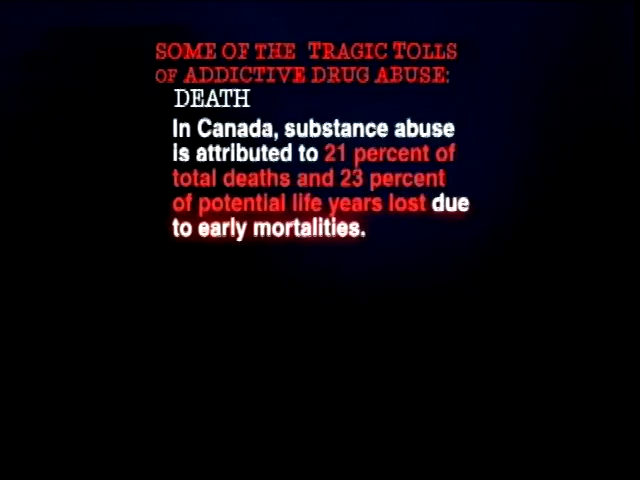 SOME OF THE TRAGIC TOLLS
OF ADDICTIVE DRUG ABUSE:
DEATH
In Canada, substance abuse
is attributed to 21 percent of
total deaths and 23 percent
of potential life years lost due
to early mortalities.